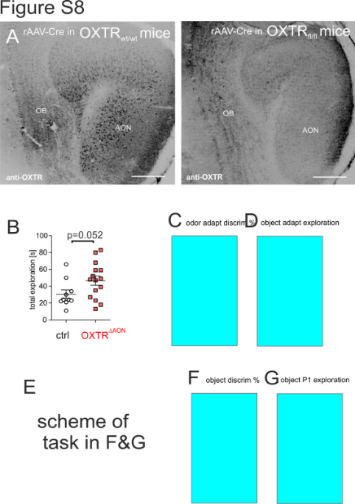 Figure S8
A
rAAV-Cre in OXTRwt/wt mice
rAAV-Cre in OXTRfl/fl mice
OB
AON
anti-OXTR
OB
AON
anti-OXTR
B
p=0.052
total exploration [s]
100
80
60
40
20
0
ctrl
OXTRΔAON
C odor adapt discrim %
D object adapt exploration
E
scheme of
task in F&G
F object discrim %
G object P1 exploration